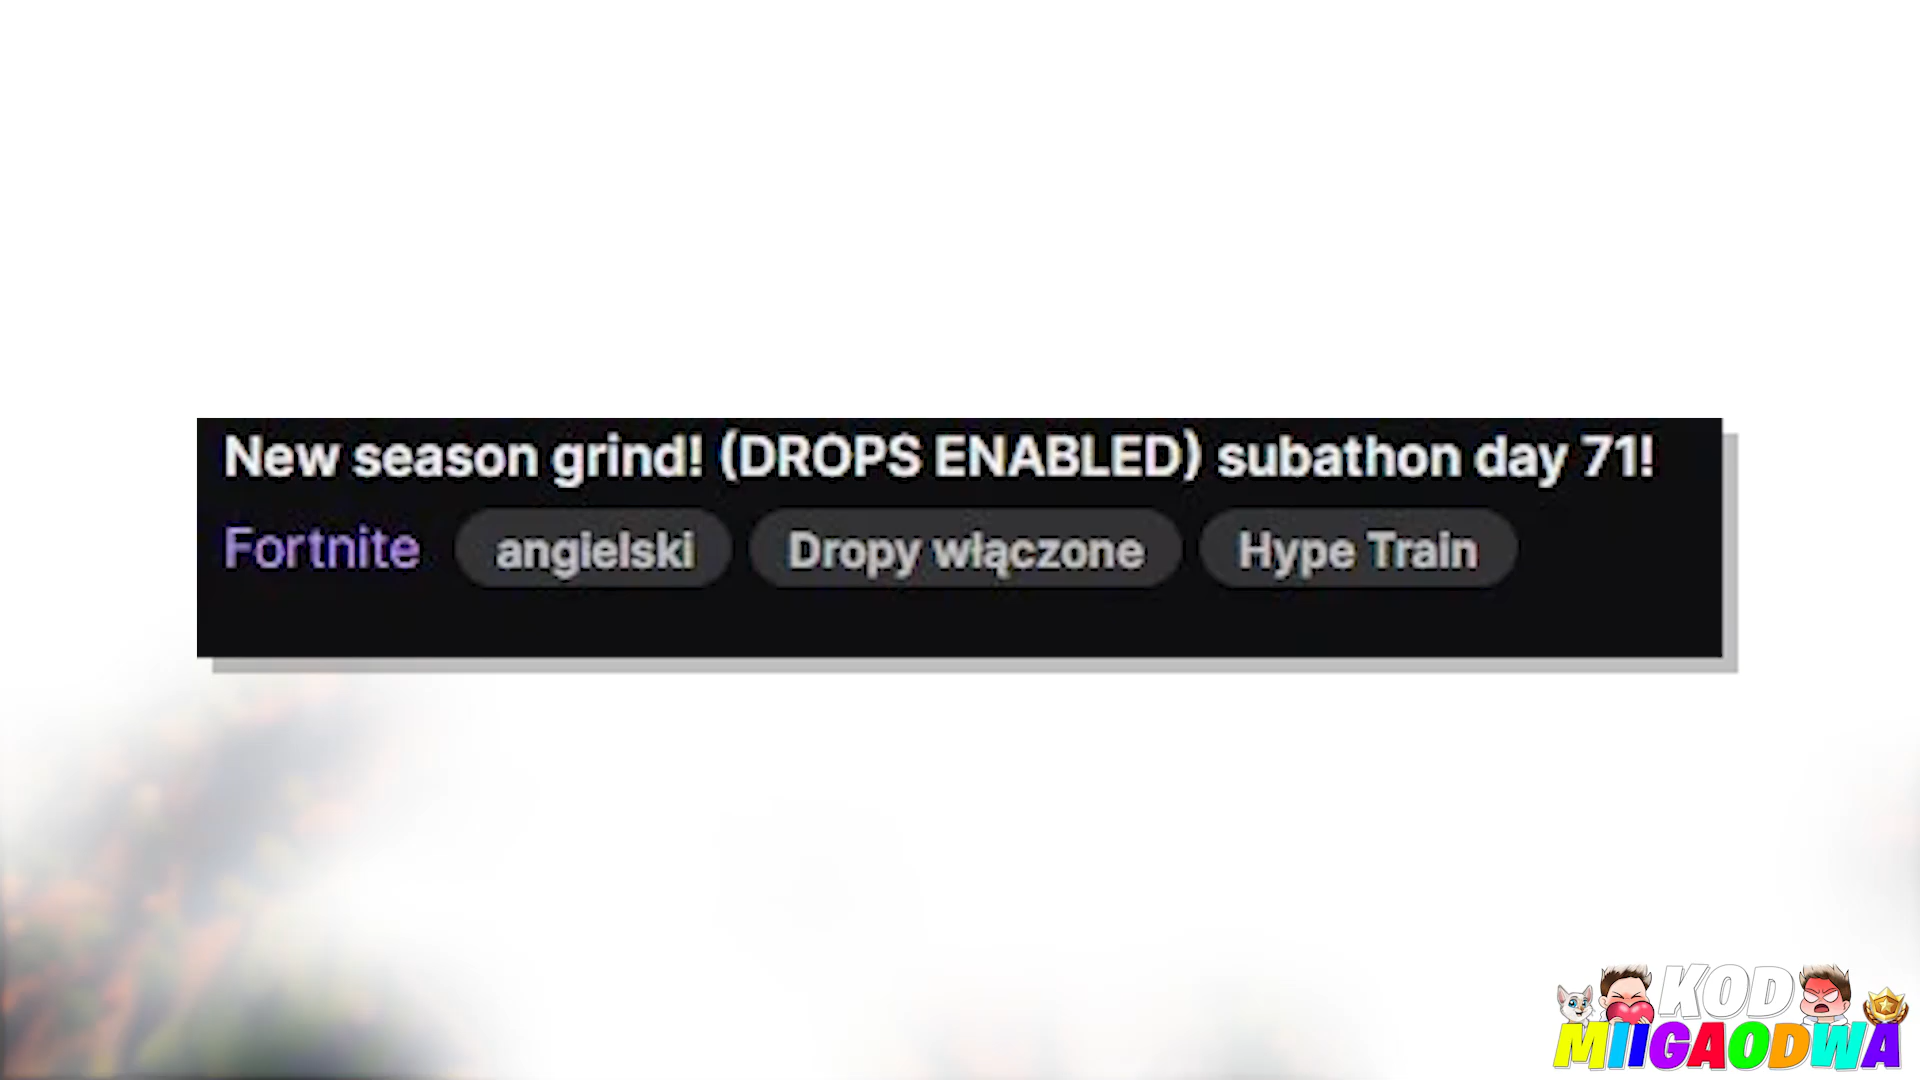 New season grind! (DROPS ENABLED) subathon day 71!
Fortnite angielski Dropy włączone Hype Train
KOD
MIIGAODWA